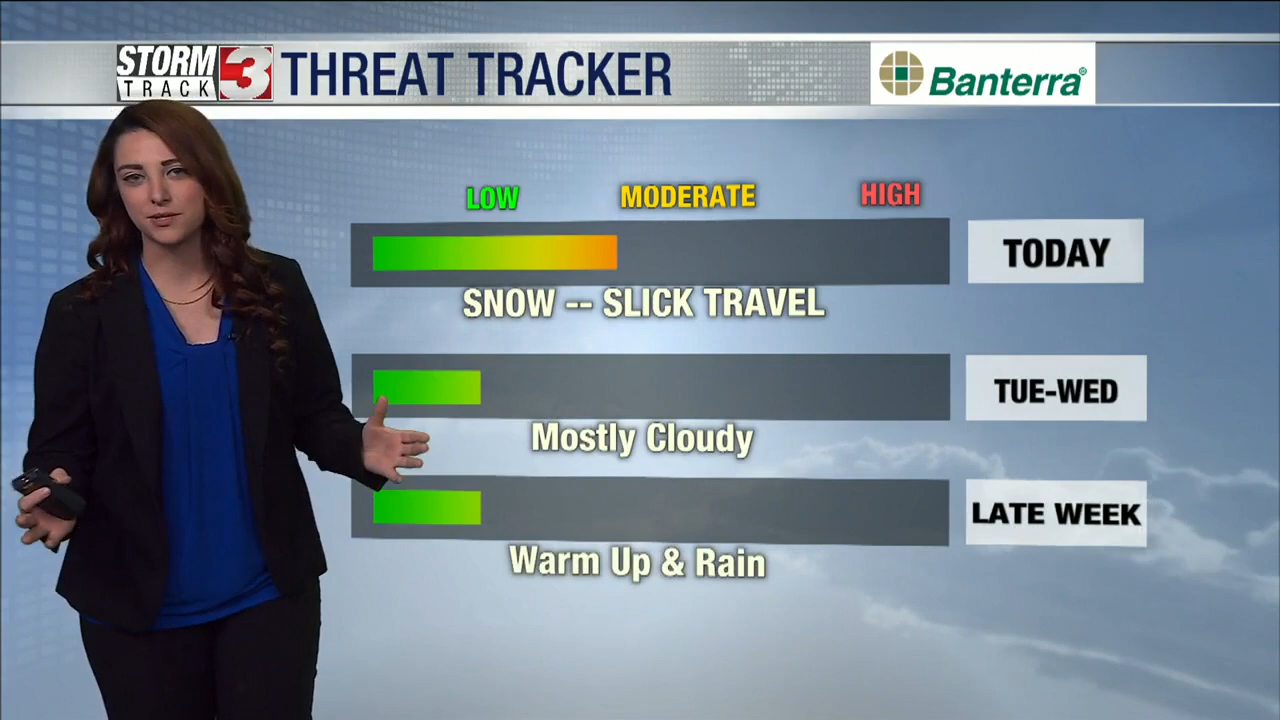 STORM
TRACK
3
THREAT TRACKER
Banterra®
LOW
MODERATE
HIGH
TODAY
SNOW -- SLICK TRAVEL
TUE-WED
Mostly Cloudy
LATE WEEK
Warm Up & Rain